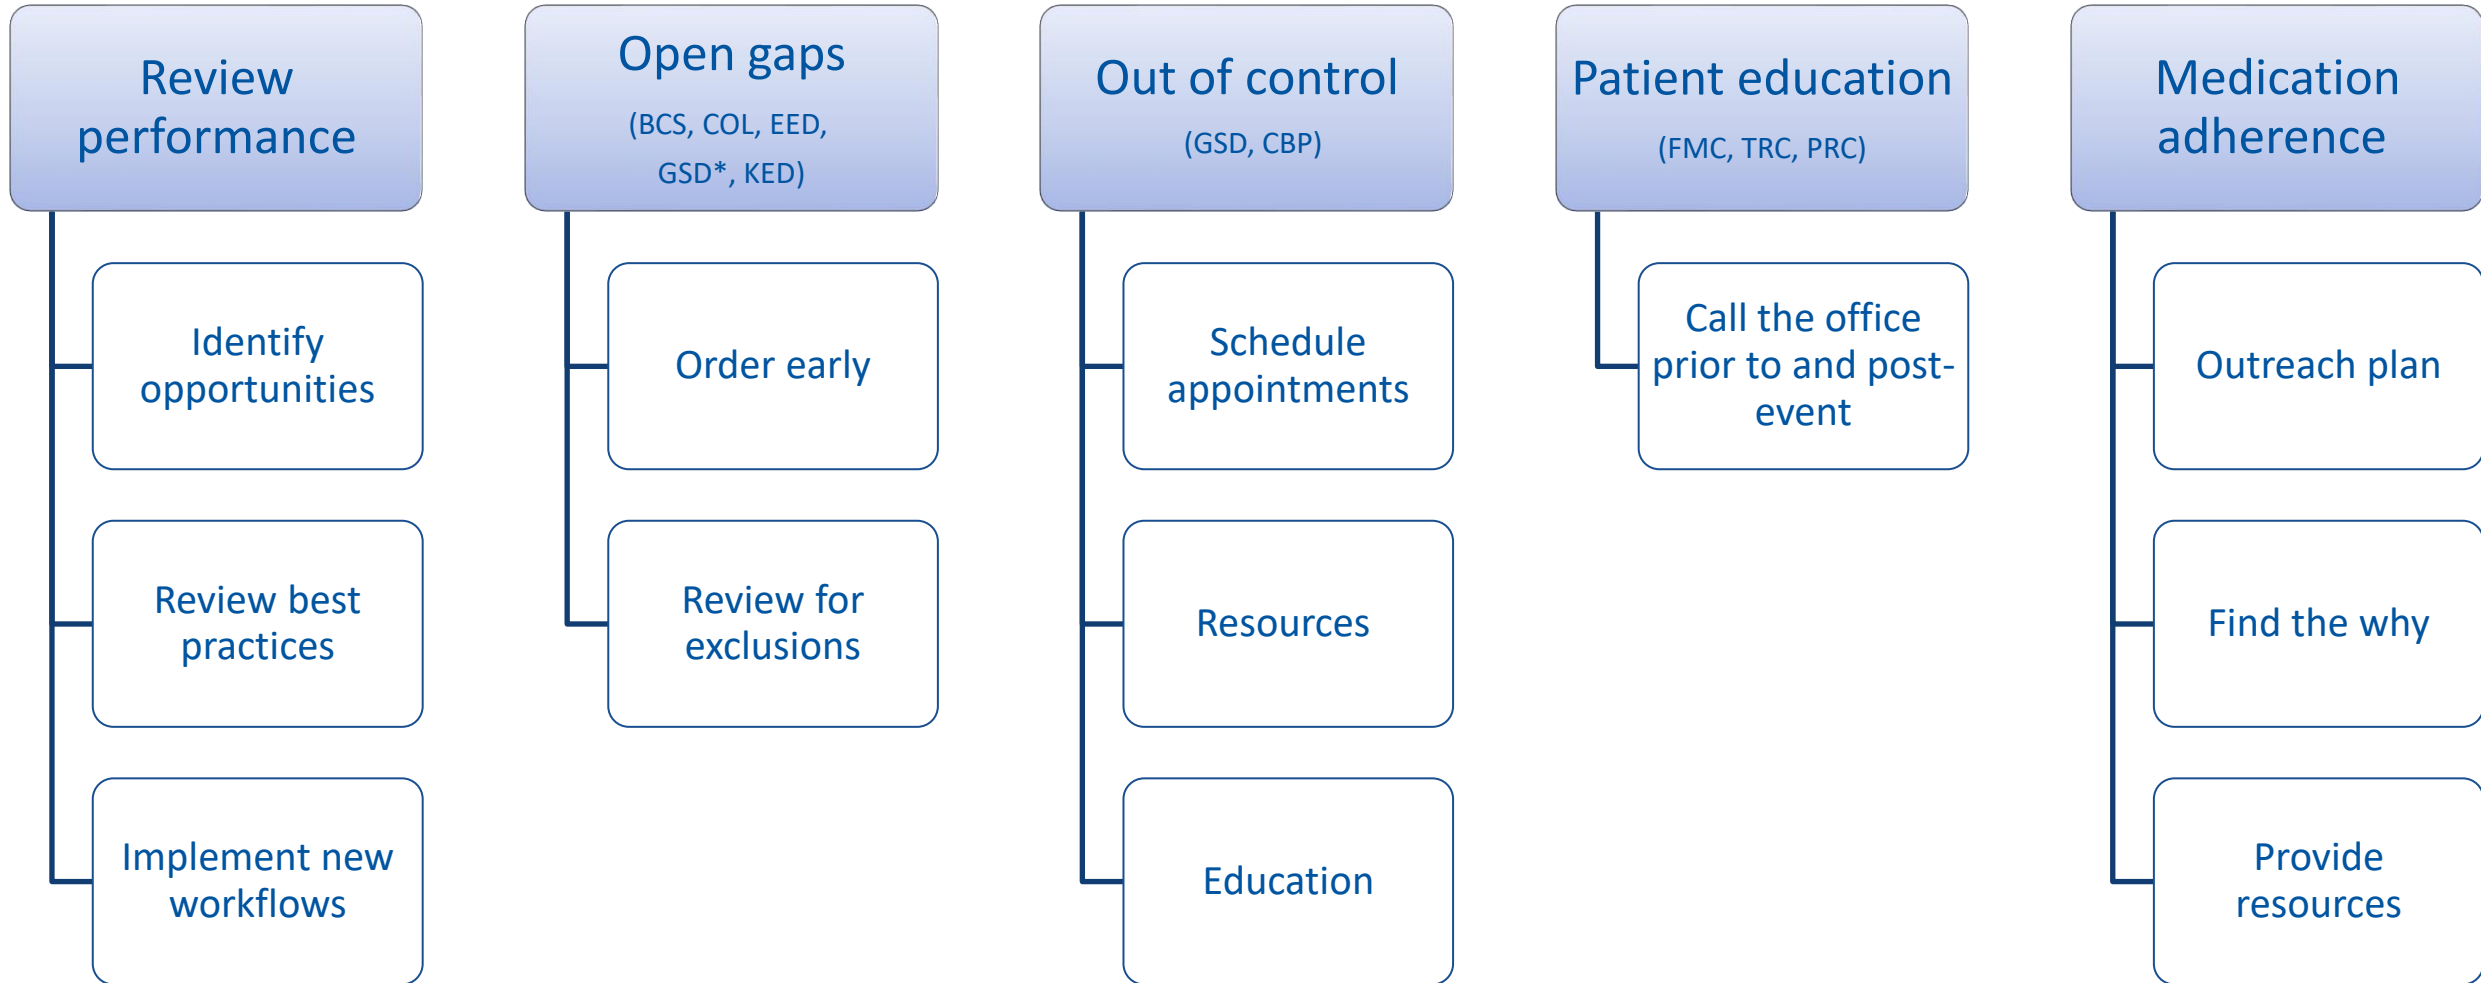 Review
performance
Identify
opportunities
Review best
practices
Implement new
workflows
Open gaps
(BCS, COL, EED,
GSD*, KED)
Order early
Review for
exclusions
Out of control
(GSD, CBP)
Schedule
appointments
Resources
Education
Patient education
(FMC, TRC, PRC)
Call the office
prior to and post-
event
Medication
adherence
Outreach plan
Find the why
Provide
resources